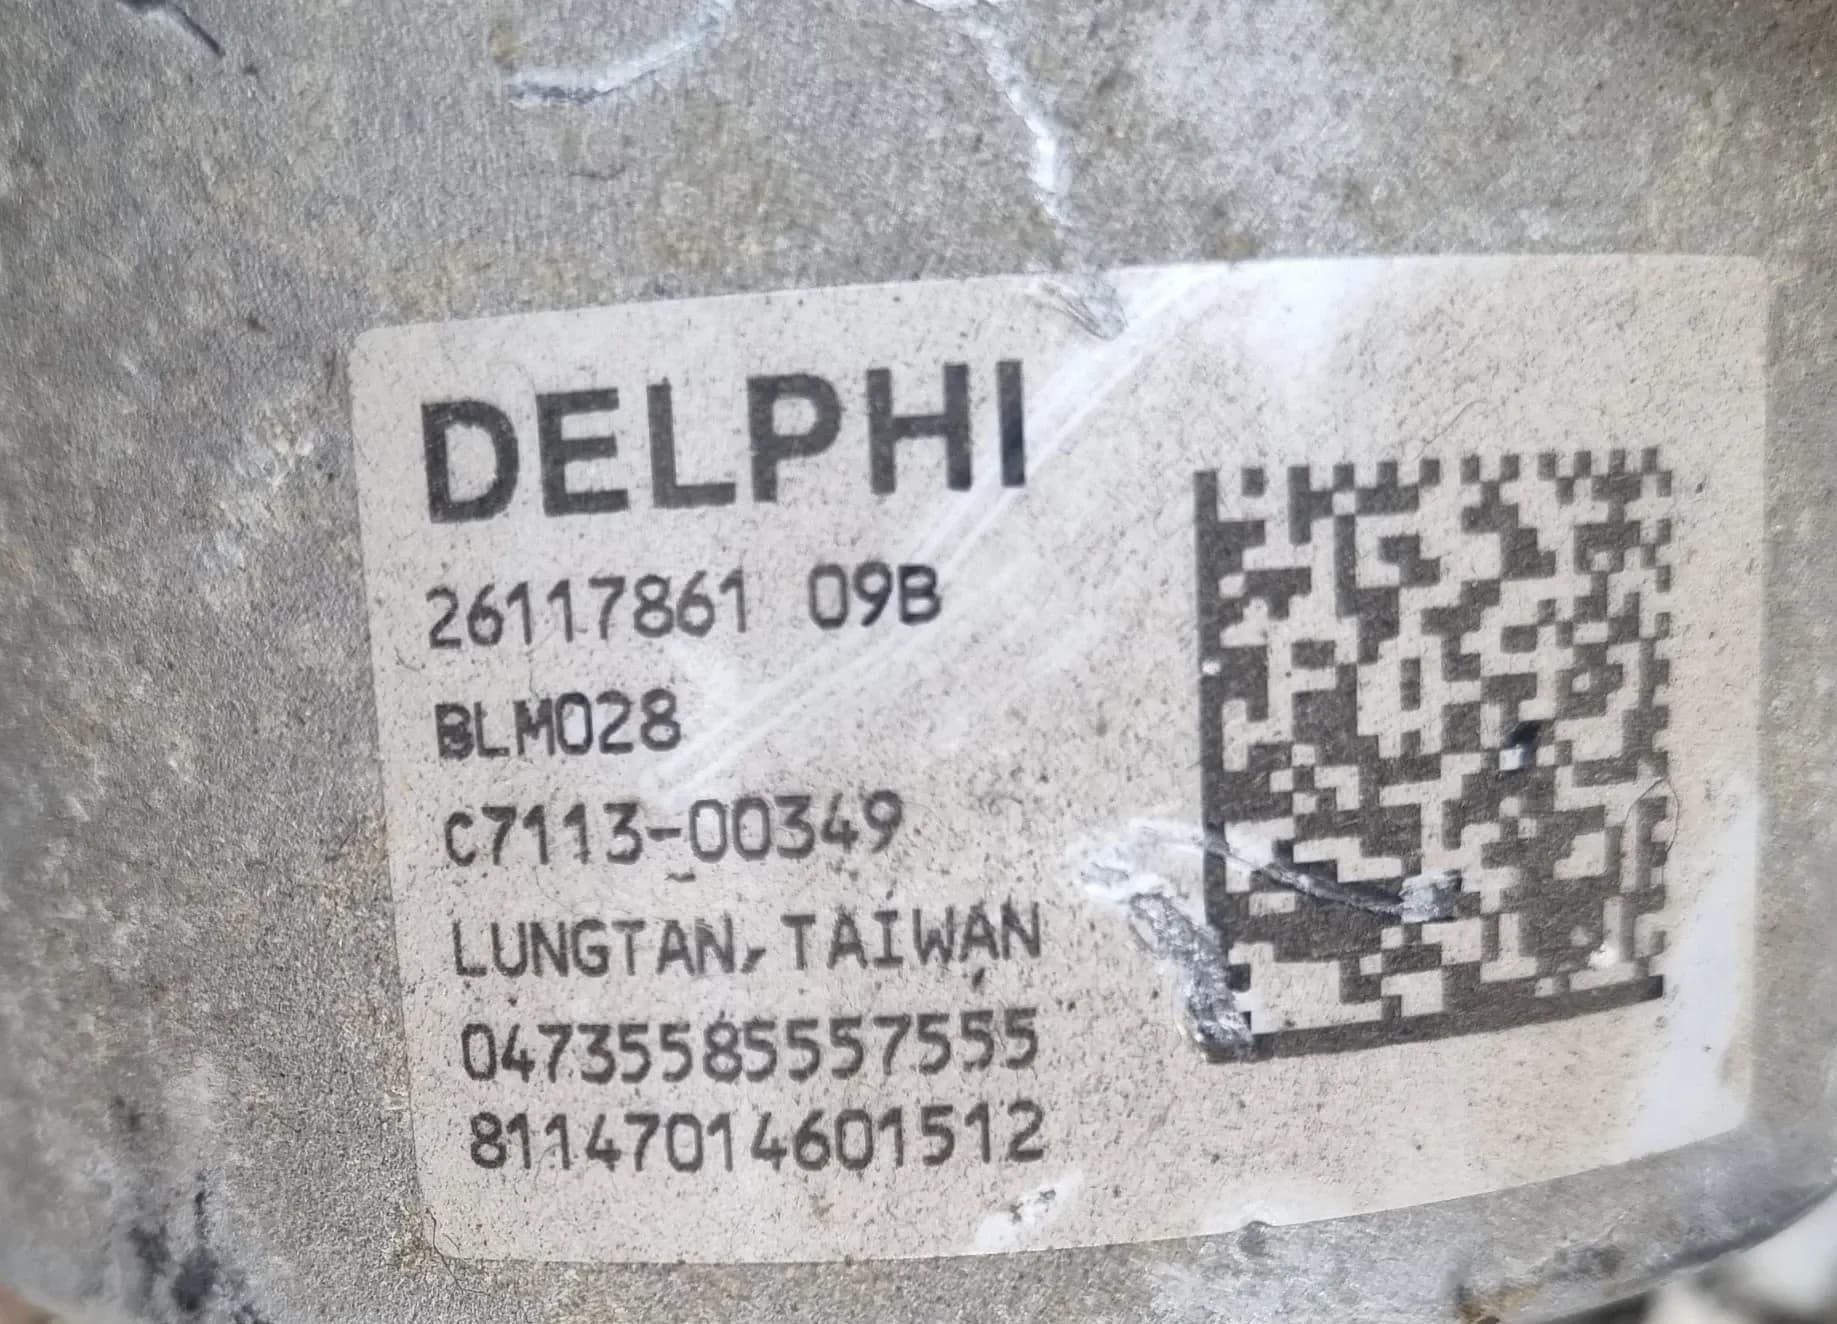 DELPHI
26117861 09B
BLM028
C7113-00349
LUNGTAN, TAIWAN
04735585557555
81147014601512